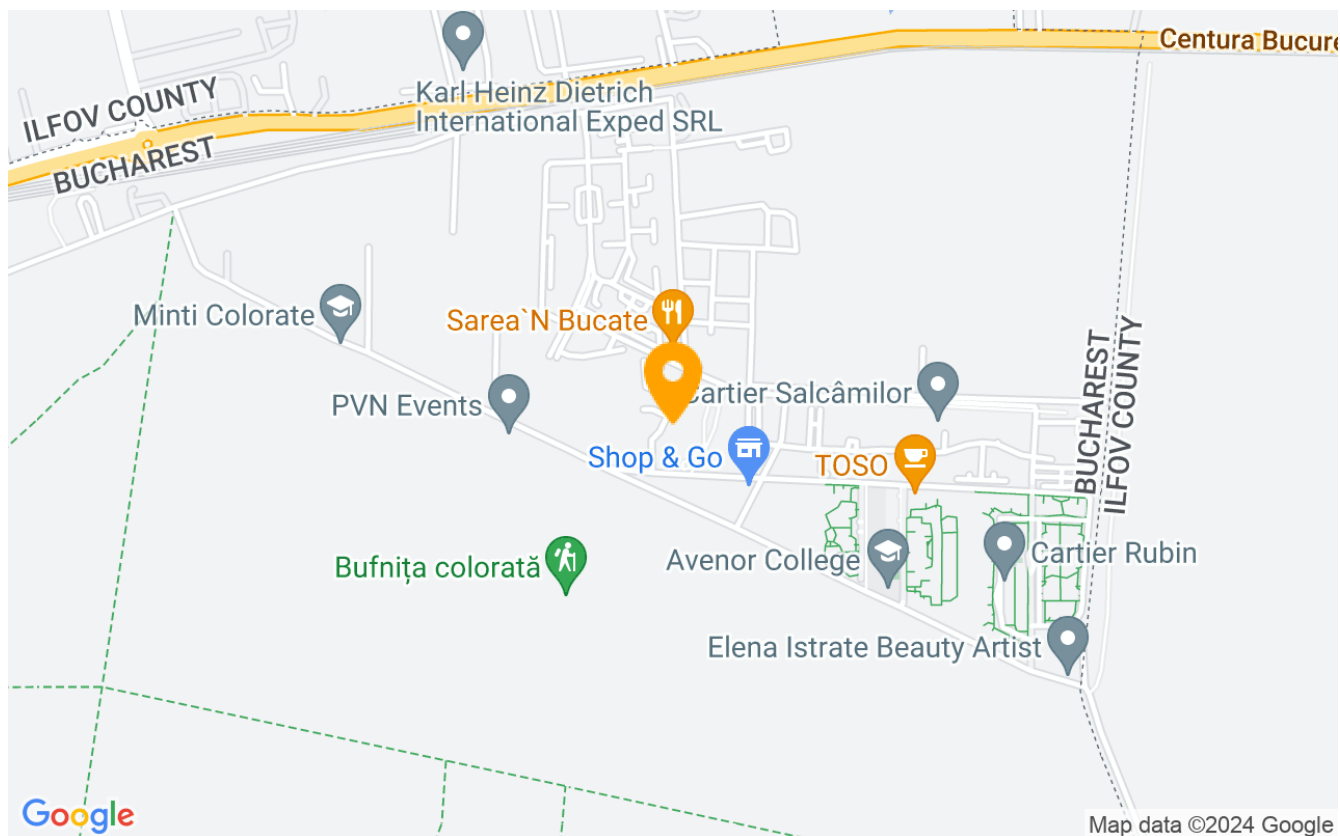 Centura Bucure
Karl Heinz Dietrich
International Exped SRL
ILFOV COUNTY
BUCHAREST
Minti Colorate
Sarea`N Bucate
BUCHAREST
ILFOV COUNTY
PVN Events
Cartier Salcâmilor
Shop & Go
TOSO
Bufnița colorată
Avenor College
Cartier Rubin
Elena Istrate Beauty Artist
Google
Map data ©2024 Google